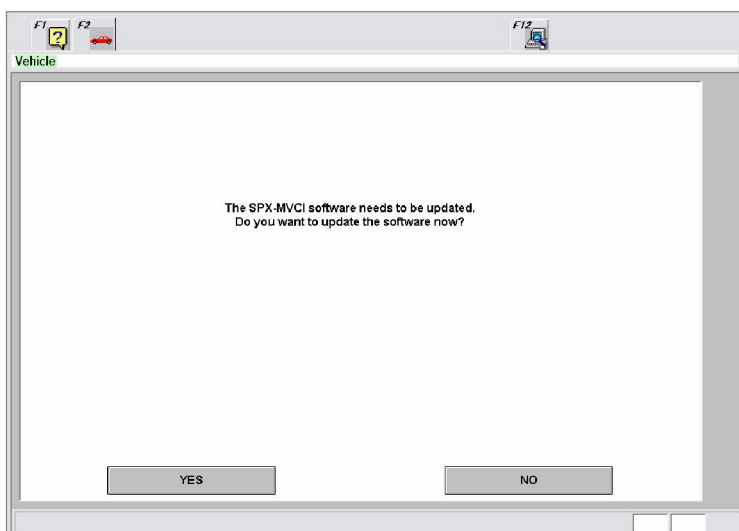 F1
F2
F12
Vehicle
The SPX-MVCI software needs to be updated.
Do you want to update the software now?
YES
NO